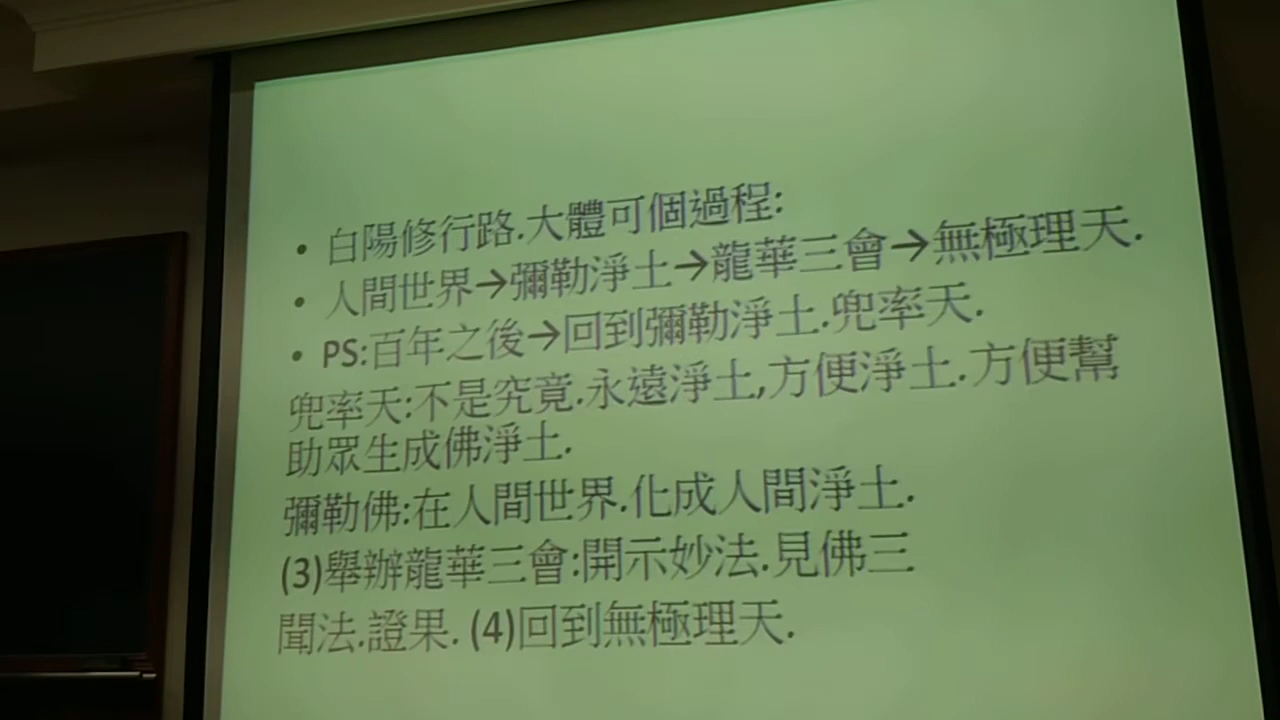 • 白陽修行路.大體可個過程:
• 人間世界→彌勒淨土→龍華三會→無極理天.
• PS:百年之後→回到彌勒淨土.兜率天.
兜率天:不是究竟.永遠淨土,方便淨土.方便幫
助眾生成佛淨土.
彌勒佛:在人間世界.化成人間淨土.
(3)舉辦龍華三會:開示妙法.見佛三
聞法.證果. (4)回到無極理天.